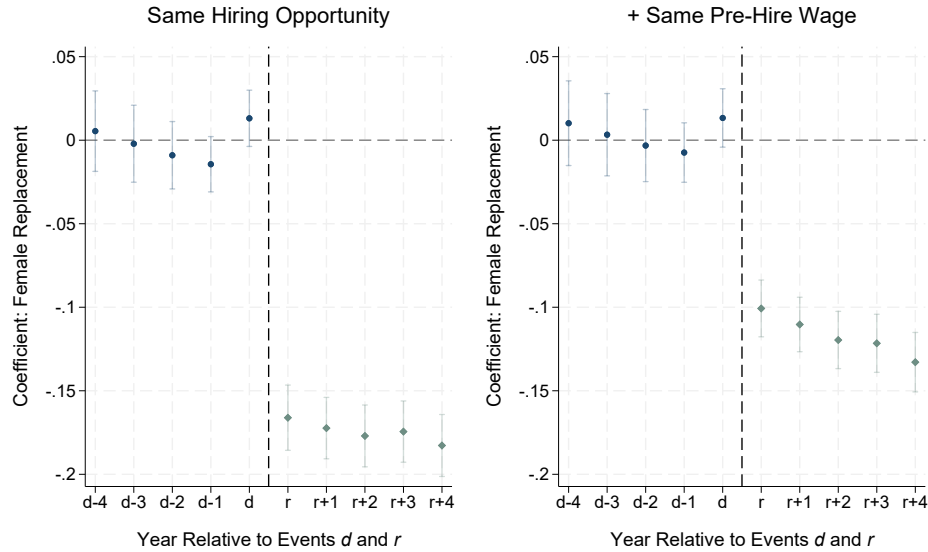 Same Hiring Opportunity
Coefficient: Female Replacement
.05
0
-.05
-.1
-.15
-.2
d-4 d-3 d-2 d-1 d r r+1 r+2 r+3 r+4
Year Relative to Events d and r
+ Same Pre-Hire Wage
Coefficient: Female Replacement
.05
0
-.05
-.1
-.15
-.2
d-4 d-3 d-2 d-1 d r r+1 r+2 r+3 r+4
Year Relative to Events d and r